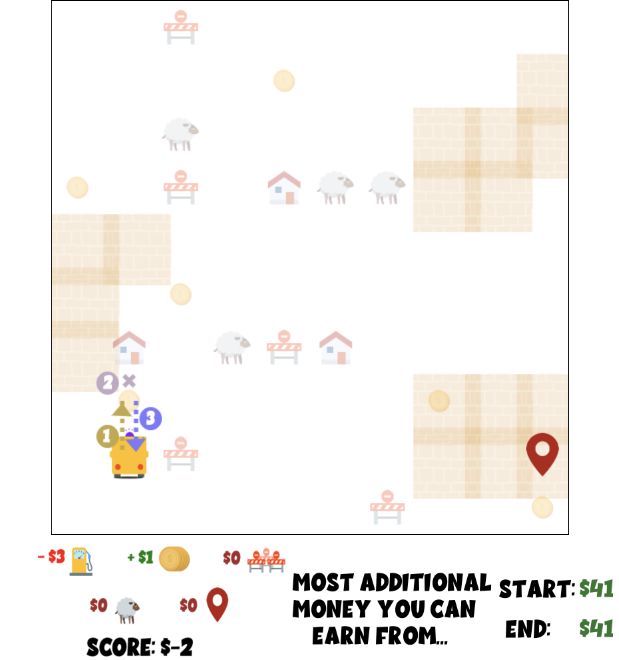 2
3
1
- $3 + $1 $0
$0 $0
SCORE: $-2
MOST ADDITIONAL
MONEY YOU CAN
EARN FROM...
START: $41
END: $41